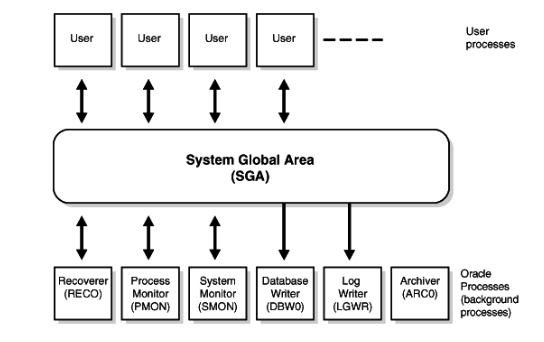 User User User User User
processes
System Global Area
(SGA)
Recoverer Process System Database Log Archiver Oracle
(RECO) Monitor Monitor Writer Writer (ARC0) Processes
(PMON) (SMON) (DBW0) (LGWR) (background
processes)